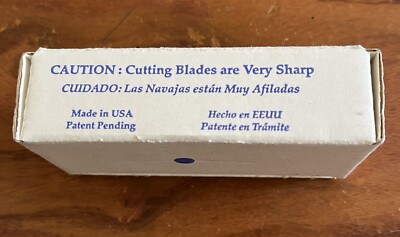 CAUTION : Cutting Blades are Very Sharp
CUIDADO: Las Navajas están Muy Afiladas
Made in USA
Patent Pending
Hecho en EEUU
Patente en Trámite